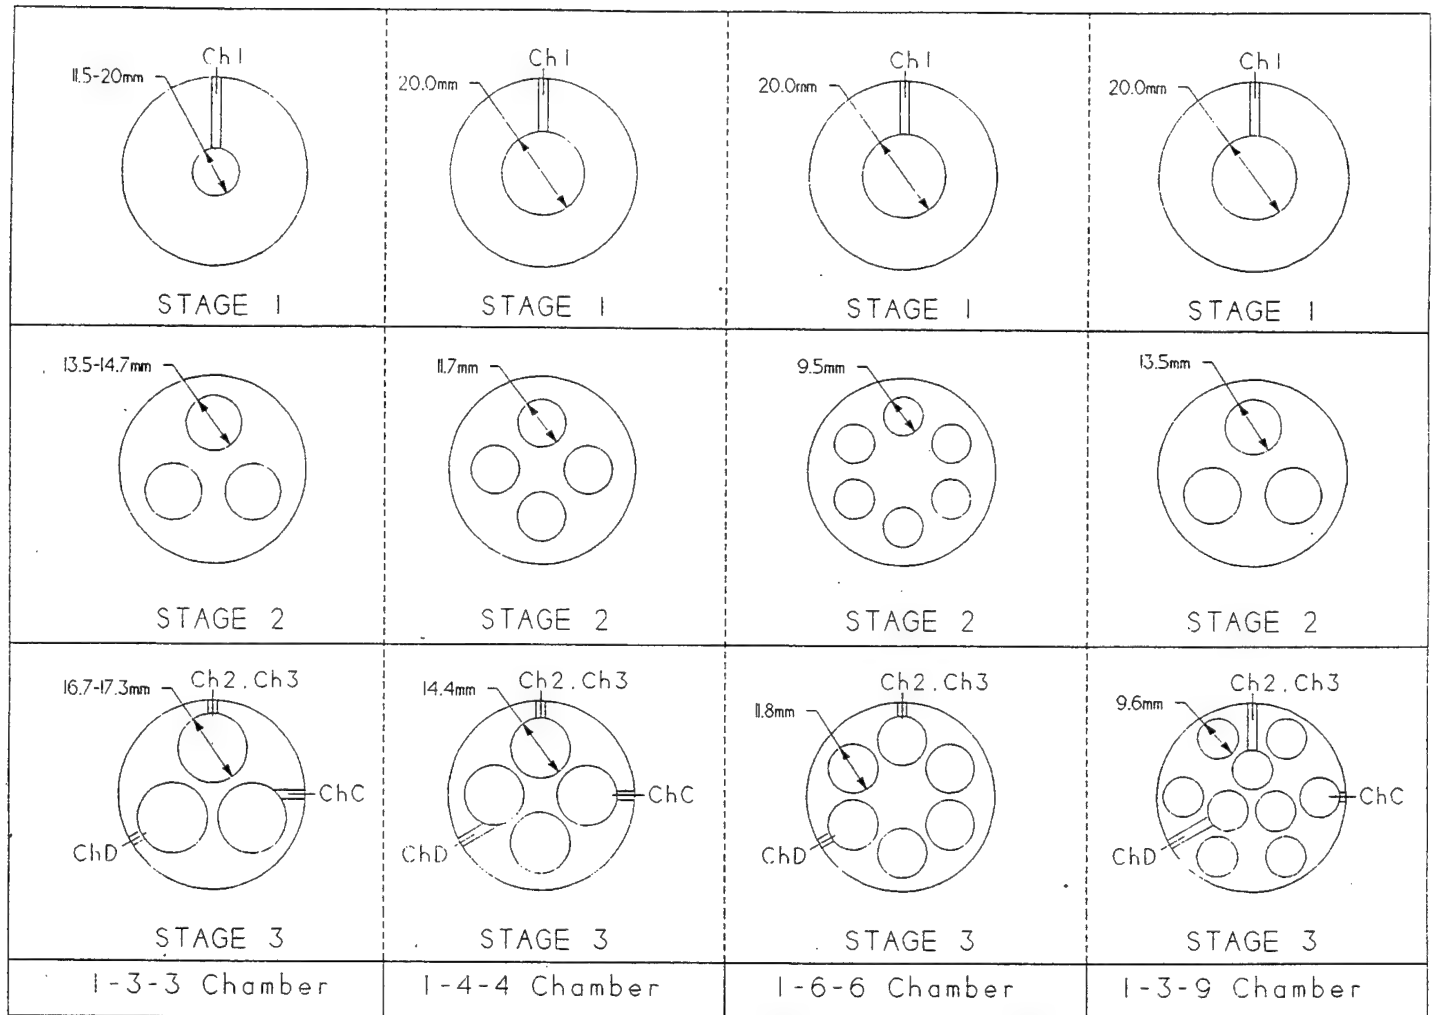 Ch1 Ch1 Ch1 Ch1
11.5-20mm 20.0mm 20.0mm 20.0mm
STAGE 1 STAGE 1 STAGE 1 STAGE 1
13.5-14.7mm 11.7mm 9.5mm 13.5mm
STAGE 2 STAGE 2 STAGE 2 STAGE 2
Ch2,Ch3 Ch2,Ch3 Ch2,Ch3 Ch2,Ch3
16.7-17.3mm 14.4mm 11.8mm 9.6mm
ChC ChC ChC
ChD ChD ChD ChD
STAGE 3 STAGE 3 STAGE 3 STAGE 3
1-3-3 Chamber 1-4-4 Chamber 1-6-6 Chamber 1-3-9 Chamber